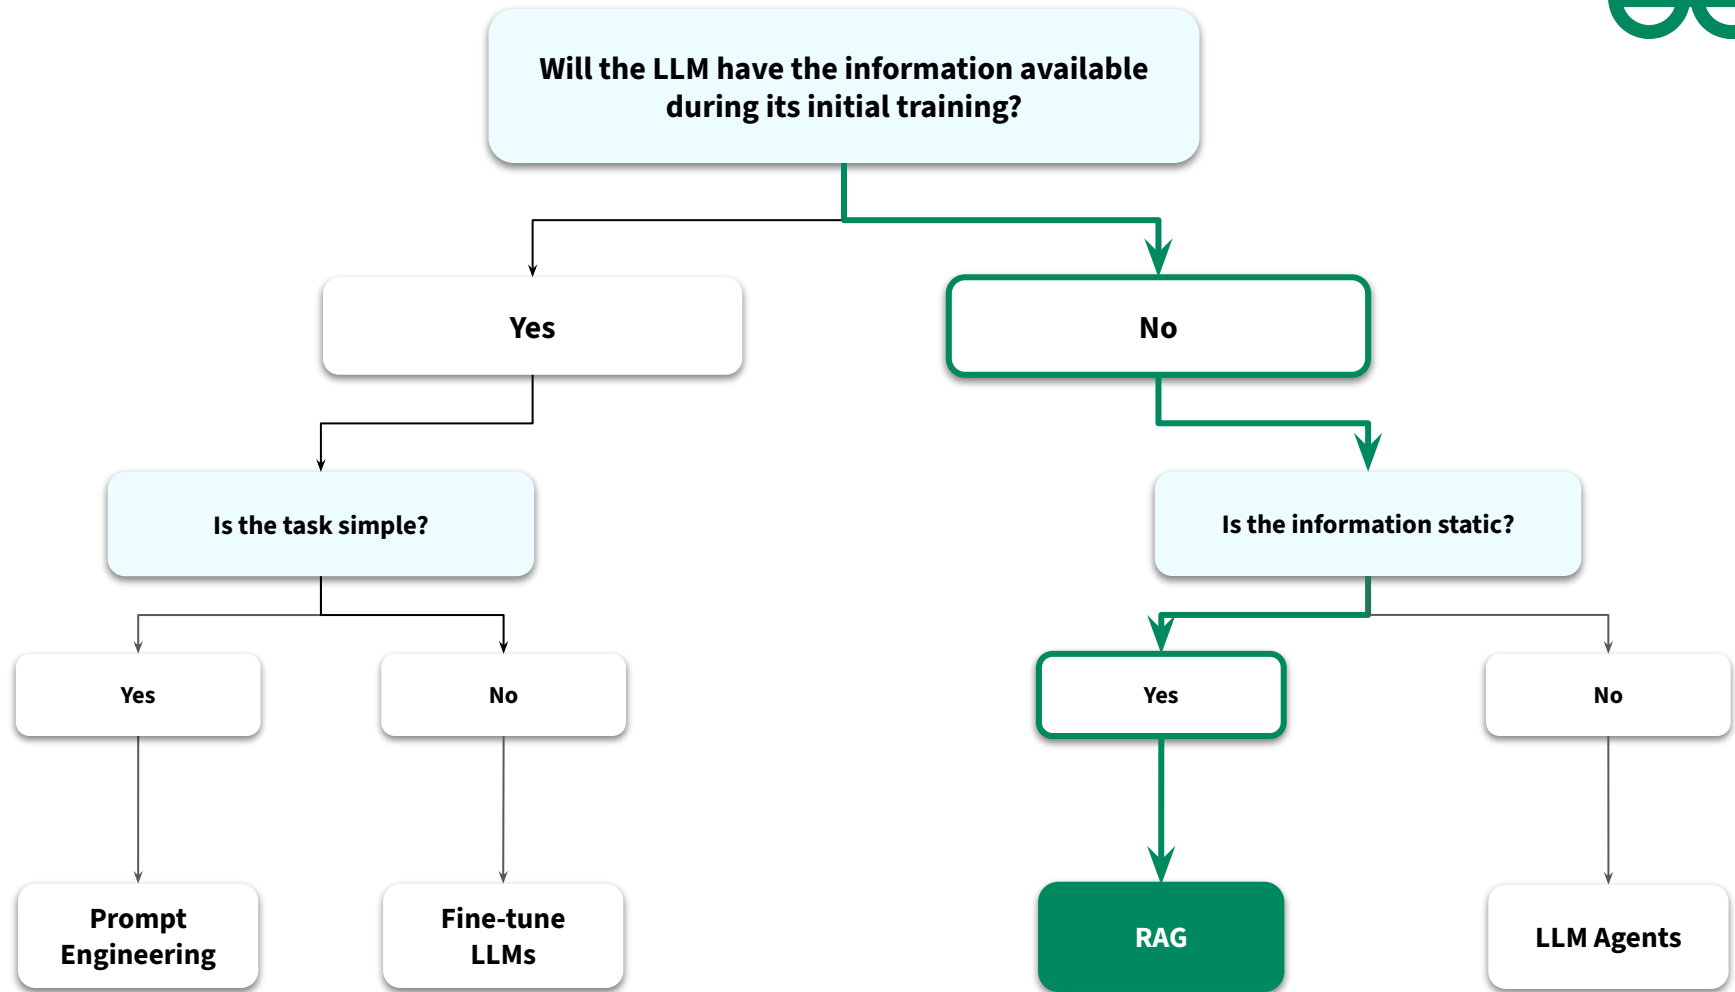 Will the LLM have the information available
during its initial training?
Yes
No
Is the task simple?
Is the information static?
Yes
No
Yes
No
Prompt
Engineering
Fine-tune
LLMs
RAG
LLM Agents